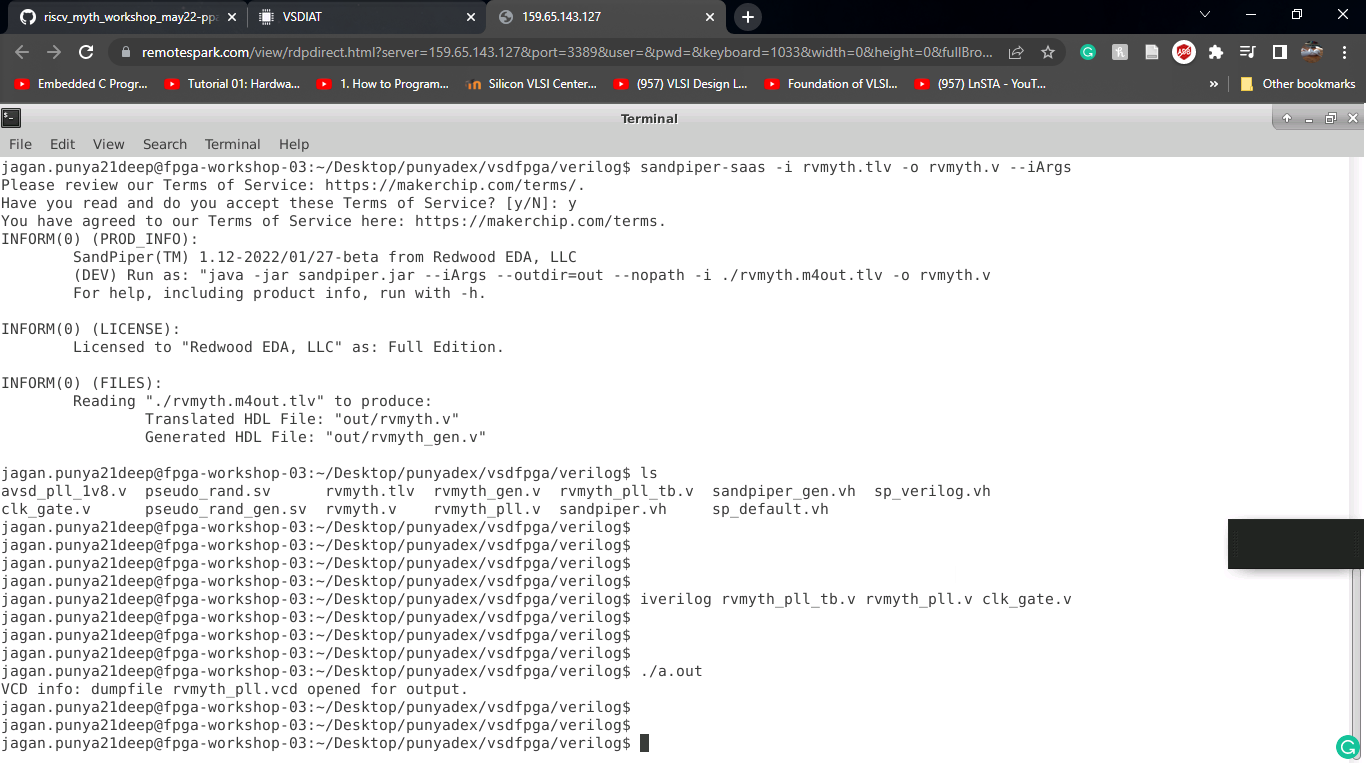 riscv_myth_workshop_may22-pp
VSDIAT
159.65.143.127
remotespark.com/view/rdpdirect.html?server=159.65.143.127&port=3389&user=&pwd=&keyboard=1033&width=0&height=0&fullBro...
Embedded C Progr...
Tutorial 01: Hardwa...
1. How to Program...
Silicon VLSI Center...
(957) VLSI Design L...
Foundation of VLSI...
(957) LnSTA - YouT...
»
Other bookmarks
Terminal
File Edit View Search Terminal Help
jagan.punya21deep@fpga-workshop-03:~/Desktop/punyadex/vsdfpga/verilog$ sandpiper-saas -i rvmyth.tlv -o rvmyth.v --iArgs
Please review our Terms of Service: https://makerchip.com/terms/.
Have you read and do you accept these Terms of Service? [y/N]: y
You have agreed to our Terms of Service here: https://makerchip.com/terms.
INFORM(0) (PROD_INFO):
SandPiper(TM) 1.12-2022/01/27-beta from Redwood EDA, LLC
(DEV) Run as: "java -jar sandpiper.jar --iArgs --outdir=out --nopath -i ./rvmyth.m4out.tlv -o rvmyth.v
For help, including product info, run with -h.
INFORM(0) (LICENSE):
Licensed to "Redwood EDA, LLC" as: Full Edition.
INFORM(0) (FILES):
Reading "./rvmyth.m4out.tlv" to produce:
Translated HDL File: "out/rvmyth.v"
Generated HDL File: "out/rvmyth_gen.v"
jagan.punya21deep@fpga-workshop-03:~/Desktop/punyadex/vsdfpga/verilog$ ls
avsd_pll_1v8.v pseudo_rand.sv rvmyth.tlv rvmyth_gen.v rvmyth_pll_tb.v sandpiper_gen.vh sp_verilog.vh
clk_gate.v pseudo_rand_gen.sv rvmyth.v rvmyth_pll.v sandpiper.vh sp_default.vh
jagan.punya21deep@fpga-workshop-03:~/Desktop/punyadex/vsdfpga/verilog$
jagan.punya21deep@fpga-workshop-03:~/Desktop/punyadex/vsdfpga/verilog$
jagan.punya21deep@fpga-workshop-03:~/Desktop/punyadex/vsdfpga/verilog$
jagan.punya21deep@fpga-workshop-03:~/Desktop/punyadex/vsdfpga/verilog$
jagan.punya21deep@fpga-workshop-03:~/Desktop/punyadex/vsdfpga/verilog$ iverilog rvmyth_pll_tb.v rvmyth_pll.v clk_gate.v
jagan.punya21deep@fpga-workshop-03:~/Desktop/punyadex/vsdfpga/verilog$
jagan.punya21deep@fpga-workshop-03:~/Desktop/punyadex/vsdfpga/verilog$
jagan.punya21deep@fpga-workshop-03:~/Desktop/punyadex/vsdfpga/verilog$
jagan.punya21deep@fpga-workshop-03:~/Desktop/punyadex/vsdfpga/verilog$ ./a.out
VCD info: dumpfile rvmyth_pll.vcd opened for output.
jagan.punya21deep@fpga-workshop-03:~/Desktop/punyadex/vsdfpga/verilog$
jagan.punya21deep@fpga-workshop-03:~/Desktop/punyadex/vsdfpga/verilog$
jagan.punya21deep@fpga-workshop-03:~/Desktop/punyadex/vsdfpga/verilog$